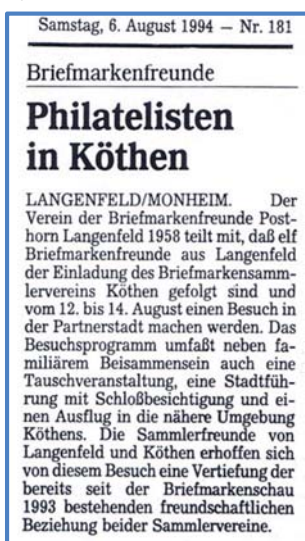 Samstag, 6. August 1994 — Nr. 181
Briefmarkenfreunde
Philatelisten
in Köthen
LANGENFELD/MONHEIM. Der
Verein der Briefmarkenfreunde Post-
horn Langenfeld 1958 teilt mit, daß elf
Briefmarkenfreunde aus Langenfeld
der Einladung des Briefmarkensamm-
lervereins Köthen gefolgt sind und
vom 12. bis 14. August einen Besuch in
der Partnerstadt machen werden. Das
Besuchsprogramm umfaßt neben fa-
miliärem Beisammensein auch eine
Tauschveranstaltung, eine Stadtfüh-
rung mit Schloßbesichtigung und ei-
nen Ausflug in die nähere Umgebung
Köthens. Die Sammlerfreunde von
Langenfeld und Köthen erhoffen sich
von diesem Besuch eine Vertiefung der
bereits seit der Briefmarkenschau
1993 bestehenden freundschaftlichen
Beziehung beider Sammlervereine.